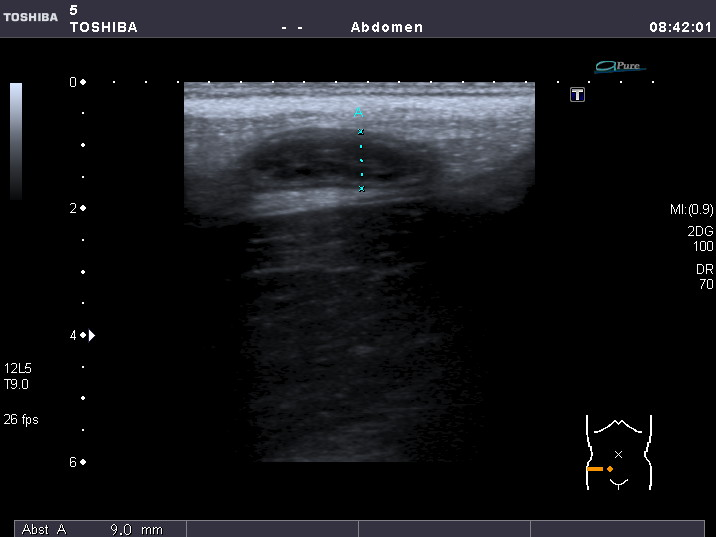 TOSHIBA
5
TOSHIBA - - Abdomen 08:42:01
aPure
T
0
A
2
MI:(0.9)
2DG
100
DR
70
4
12L5
T9.0
26 fps
6
Abst A 9.0 mm